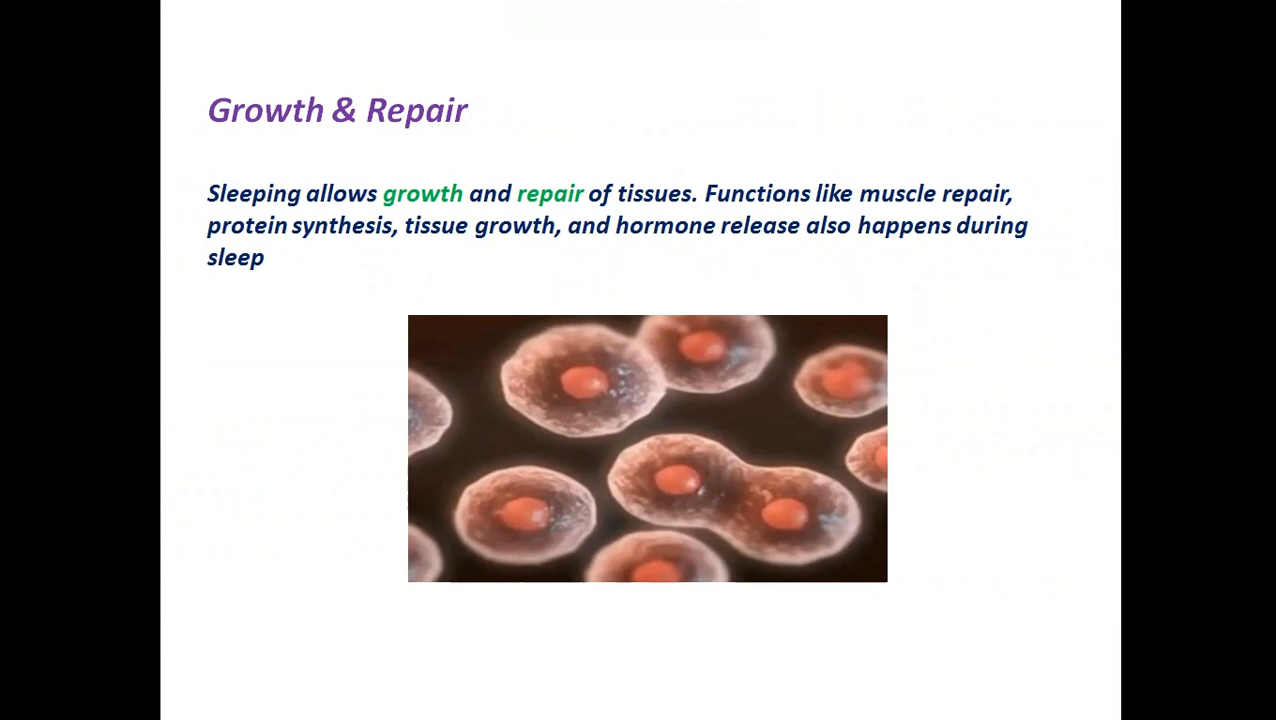 Growth & Repair
Sleeping allows growth and repair of tissues. Functions like muscle repair,
protein synthesis, tissue growth, and hormone release also happens during
sleep